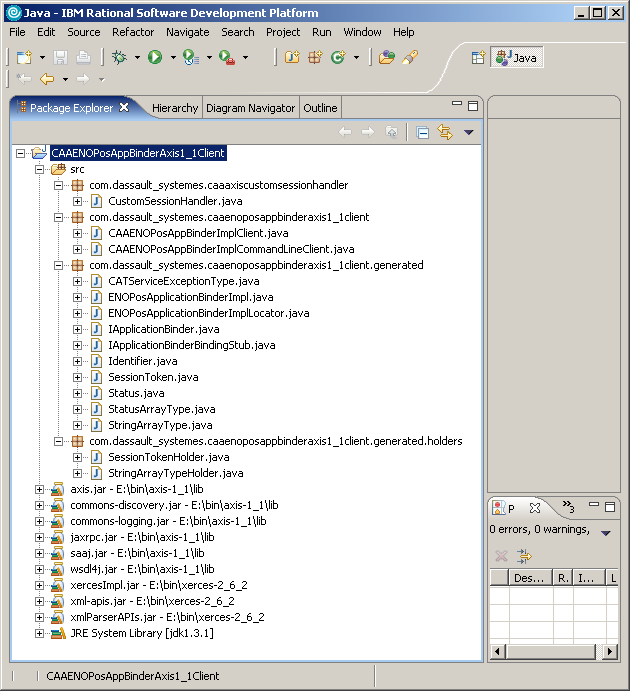 Java - IBM Rational Software Development Platform
File Edit Source Refactor Navigate Search Project Run Window Help
Java
Package Explorer Hierarchy Diagram Navigator Outline
CAAENOPosAppBinderAxis1_1Client
src
com.dassault_systemes.caaaxiscustomsessionhandler
CustomSessionHandler.java
com.dassault_systemes.caaenoposappbinderaxis1_1client
CAAENOPosAppBinderImplClient.java
CAAENOPosAppBinderImplCommandLineClient.java
com.dassault_systemes.caaenoposappbinderaxis1_1client.generated
CATServiceExceptionType.java
ENOPosApplicationBinderImpl.java
ENOPosApplicationBinderImplLocator.java
IApplicationBinder.java
IApplicationBinderBindingStub.java
Identifier.java
SessionToken.java
Status.java
StatusArrayType.java
StringArrayType.java
com.dassault_systemes.caaenoposappbinderaxis1_1client.generated.holders
SessionTokenHolder.java
StringArrayTypeHolder.java
axis.jar - E:\bin\axis-1_1\lib
commons-discovery.jar - E:\bin\axis-1_1\lib
commons-logging.jar - E:\bin\axis-1_1\lib
jaxrpc.jar - E:\bin\axis-1_1\lib
saaj.jar - E:\bin\axis-1_1\lib
wsdl4j.jar - E:\bin\axis-1_1\lib
xercesImpl.jar - E:\bin\xerces-2_6_2
xml-apis.jar - E:\bin\xerces-2_6_2
xmlParserAPIs.jar - E:\bin\xerces-2_6_2
JRE System Library [jdk1.3.1]
P »3
0 errors, 0 warnings,
Des... R. I... L
CAAENOPosAppBinderAxis1_1Client